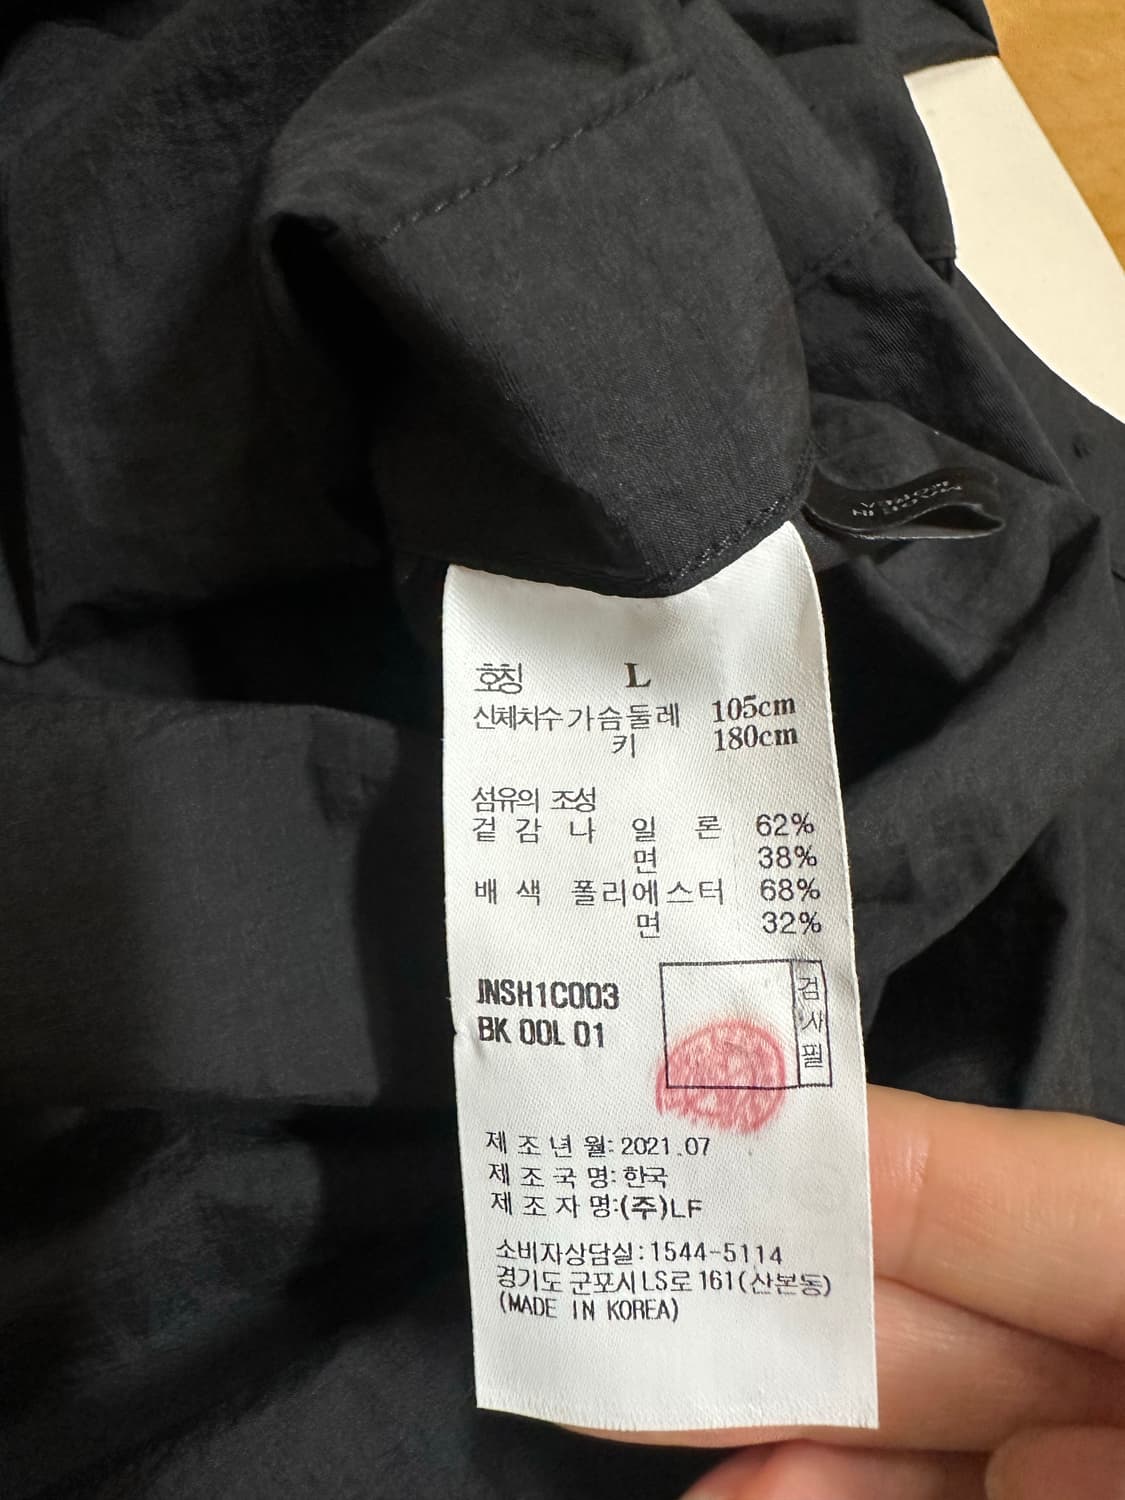 MADE IN
KOREA
호칭 L
신체치수 가슴둘레 105cm
키 180cm
섬유의 조성
겉감 나일론 62%
면 38%
배색 폴리에스터 68%
면 32%
JNSH1C003
BK 00L 01
검사필
제조년월: 2021.07
제조국명: 한국
제조자명:(주)LF
소비자상담실: 1544-5114
경기도 군포시 LS로 161(산본동)
(MADE IN KOREA)